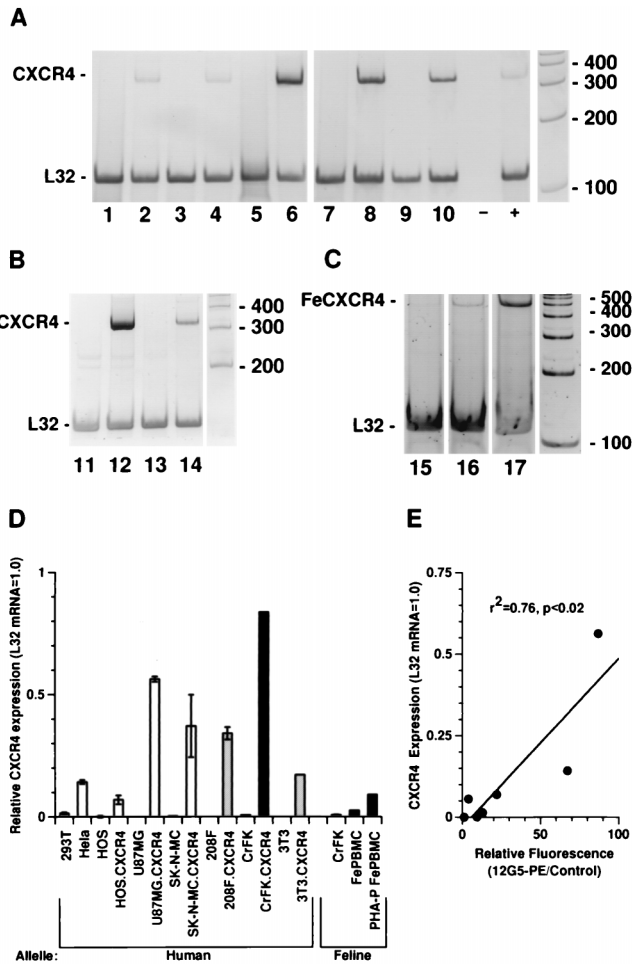 A
CXCR4 -
- 400
- 300
- 200
L32 -
- 100
1 2 3 4 5 6 7 8 9 10 - +
B
C
CXCR4 -
- 400
- 300
- 200
L32 -
11 12 13 14
FeCXCR4 -
- 500
- 400
- 300
- 200
L32 -
- 100
15 16 17
D
Relative CXCR4 expression (L32 mRNA=1.0)
1
0.5
0
293T
Hela
HOS
HOS.CXCR4
U87MG
U87MG.CXCR4
SK-N-MC
SK-N-MC.CXCR4
208F
208F.CXCR4
CrFK
CrFK.CXCR4
3T3
3T3.CXCR4
CrFK
FePBMC
PHA-P FePBMC
Allele: Human Feline
E
CXCR4 Expression (L32 mRNA=1.0)
0.75
0.5
0.25
0
r2=0.76, p<0.02
0 50 100
Relative Fluorescence
(12G5-PE/Control)